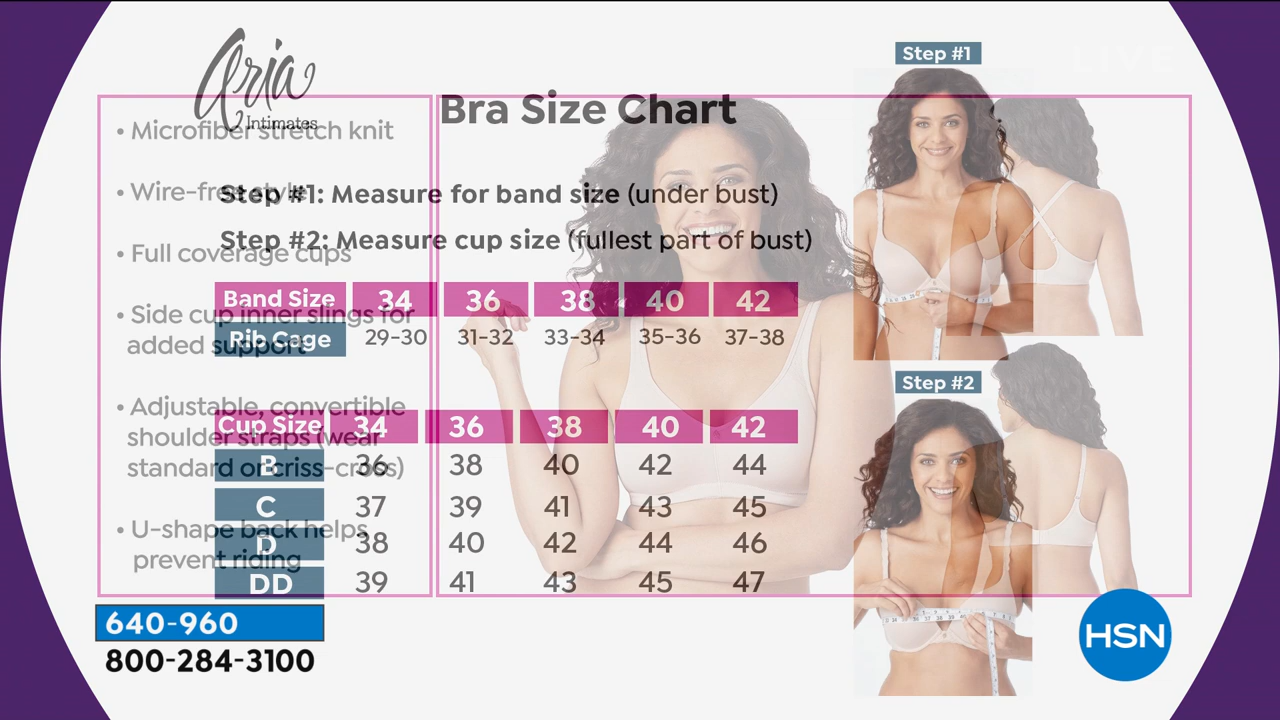 Aria
Intimates
LIVE
Step #1
Bra Size Chart
• Microfiber stretch knit
• Wire-free style
Step #1: Measure for band size (under bust)
Step #2: Measure cup size (fullest part of bust)
• Full coverage cups
Band Size 34 36 38 40 42
Rib Cage 29-30 31-32 33-34 35-36 37-38
• Side cup inner slings for
added support
Step #2
• Adjustable, convertible
shoulder straps (wear
standard or criss-cross)
Cup Size 34 36 38 40 42
B 36 38 40 42 44
C 37 39 41 43 45
D 38 40 42 44 46
DD 39 41 43 45 47
• U-shape back helps
prevent riding
640-960
800-284-3100
HSN